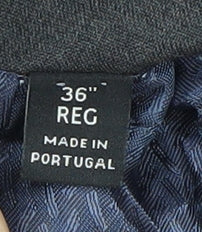 36"
REG
MADE IN
PORTUGAL